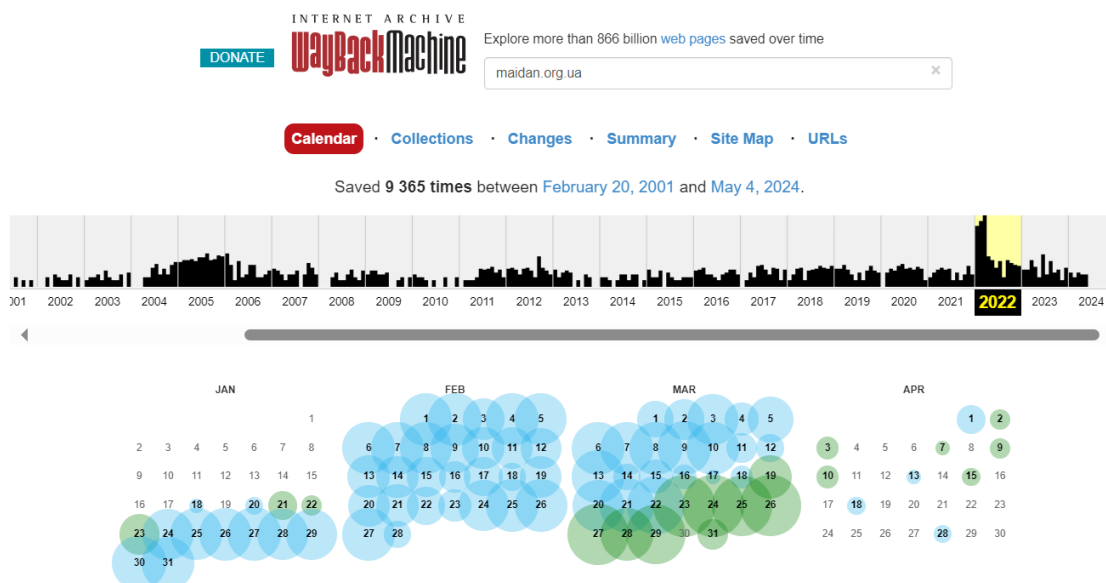 INTERNET ARCHIVE
WayBackMachine
DONATE
Explore more than 866 billion web pages saved over time
maidan.org.ua ×
Calendar · Collections · Changes · Summary · Site Map · URLs
Saved 9 365 times between February 20, 2001 and May 4, 2024.
001 2002 2003 2004 2005 2006 2007 2008 2009 2010 2011 2012 2013 2014 2015 2016 2017 2018 2019 2020 2021 2022 2023 2024
JAN
1
2 3 4 5 6 7 8
9 10 11 12 13 14 15
16 17 18 19 20 21 22
23 24 25 26 27 28 29
30 31
FEB
1 2 3 4 5
6 7 8 9 10 11 12
13 14 15 16 17 18 19
20 21 22 23 24 25 26
27 28
MAR
1 2 3 4 5
6 7 8 9 10 11 12
13 14 15 16 17 18 19
20 21 22 23 24 25 26
27 28 29 30 31
APR
1 2
3 4 5 6 7 8 9
10 11 12 13 14 15 16
17 18 19 20 21 22 23
24 25 26 27 28 29 30